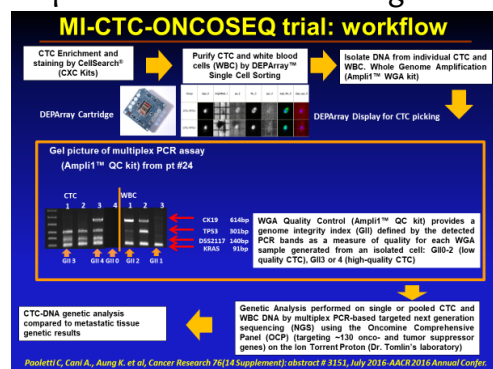 MI-CTC-ONCOSEQ trial: workflow
CTC Enrichment and
staining by CellSearch®
(CXC Kits)
Purify CTC and white blood
cells (WBC) by DEPArray™
Single Cell Sorting
Isolate DNA from individual CTC and
WBC. Whole Genome Amplification
(Ampli1™ WGA kit)
DEPArray Cartridge
DEPArray Display for CTC picking
Gel picture of multiplex PCR assay
(Ampli1™ QC kit) from pt #24
CTC WBC
1 2 3 4 1 2 3
CK19 614bp
TP53 301bp
DSS2117 140bp
KRAS 91bp
GII 3 GII 4 GII 0 GII 2 GII 1
WGA Quality Control (Ampli1™ QC kit) provides a
genome integrity index (GII) defined by the detected
PCR bands as a measure of quality for each WGA
sample generated from an isolated cell: GII0-2 (low
quality CTC), GII3 or 4 (high-quality CTC)
Genetic Analysis performed on single or pooled CTC and
WBC DNA by multiplex PCR-based targeted next generation
sequencing (NGS) using the Oncomine Comprehensive
Panel (OCP) (targeting ~130 onco- and tumor suppressor
genes) on the Ion Torrent Proton (Dr. Tomlin's laboratory)
CTC-DNA genetic analysis
compared to metastatic tissue
genetic results
Paoletti C, Cani A., Aung K. et al, Cancer Research 76(14 Supplement): abstract # 3151, July 2016-AACR 2016 Annual Confer.